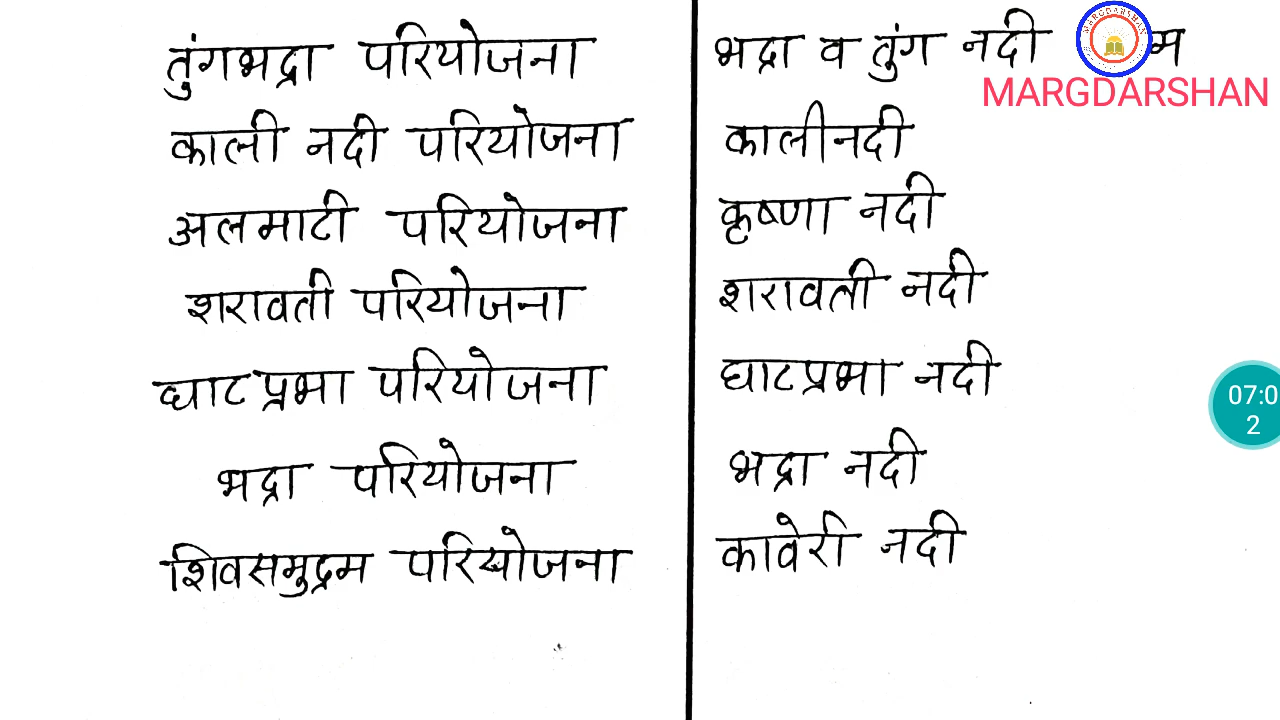 तुंगभद्रा परियोजना भद्रा व तुंग नदी म
MARGDARSHAN
MARGDARSHAN
काली नदी परियोजना कालीनदी
अलमाटी परियोजना कृष्णा नदी
शरावती परियोजना शरावती नदी
घाटप्रभा परियोजना घाटप्रभा नदी
07:0
2
भद्रा परियोजना भद्रा नदी
शिवसमुद्रम परियोजना कावेरी नदी